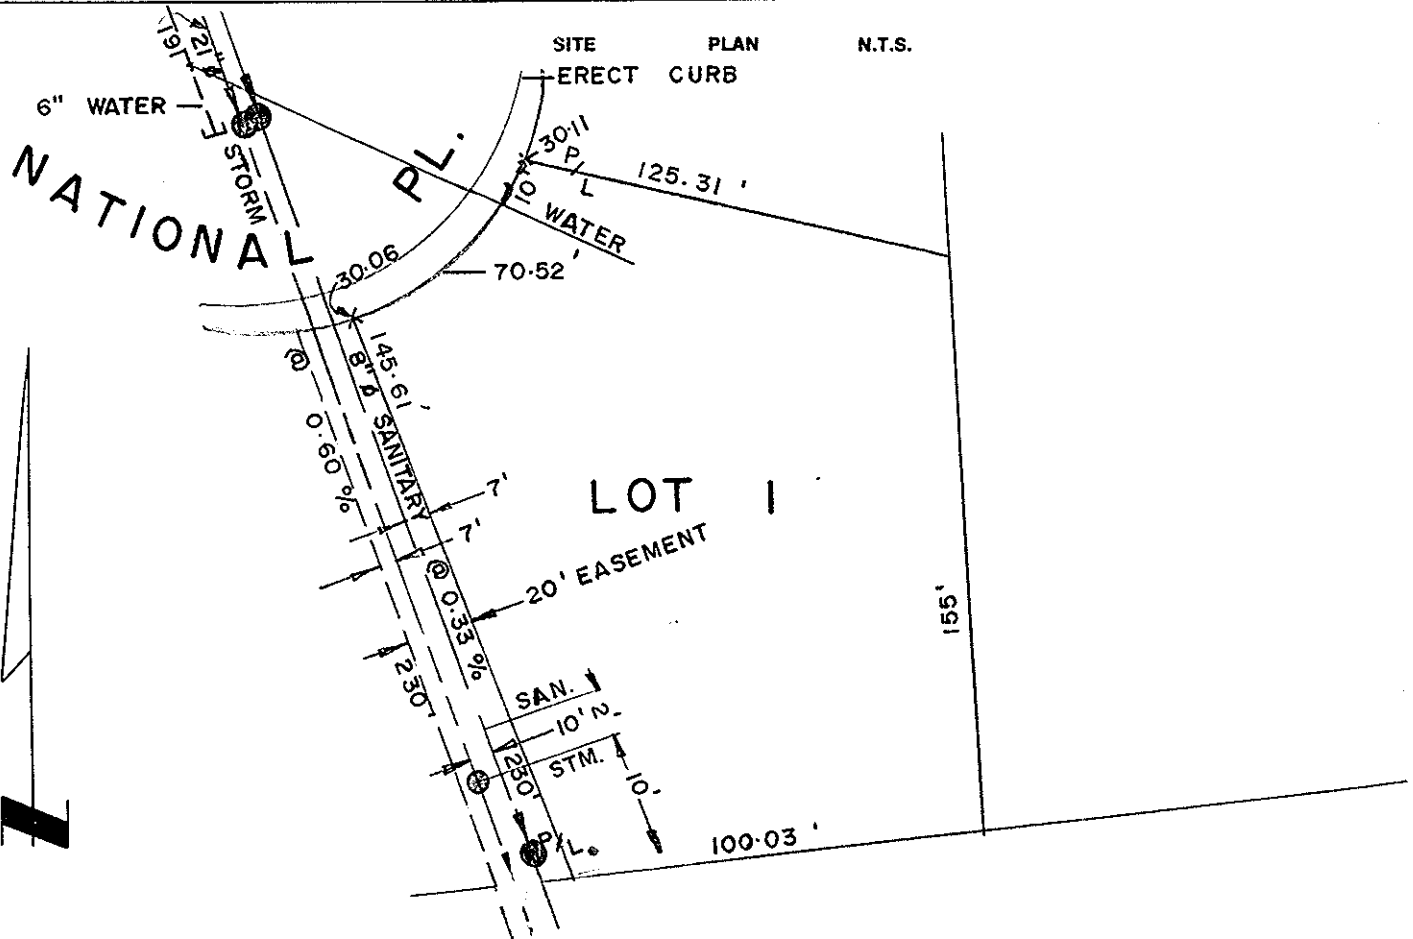 SITE PLAN N.T.S.
ERECT CURB
6" WATER
21" ø
STORM
NATIONAL PL.
30.11
P/L
125.31 '
10'
WATER
30.06
70.52 '
145.61 '
8" ø SANITARY
@ 0.60 %
7'
7'
LOT 1
20' EASEMENT
@ 0.33 %
155'
230'
SAN.
10'
2'
STM.
230'
10'
P/L.
100.03 '